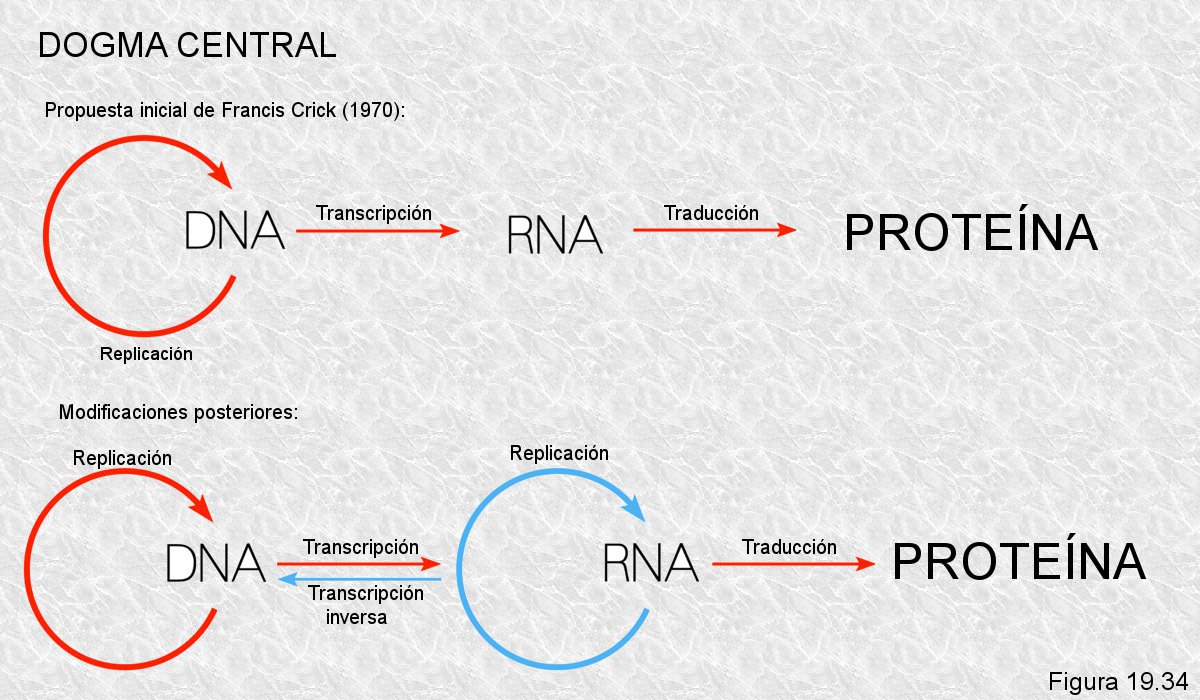 DOGMA CENTRAL
Propuesta inicial de Francis Crick (1970):
DNA
Transcripción
RNA
Traducción
PROTEÍNA
Replicación
Modificaciones posteriores:
Replicación
Replicación
DNA
Transcripción
Transcripción
inversa
RNA
Traducción
PROTEÍNA
Figura 19.34